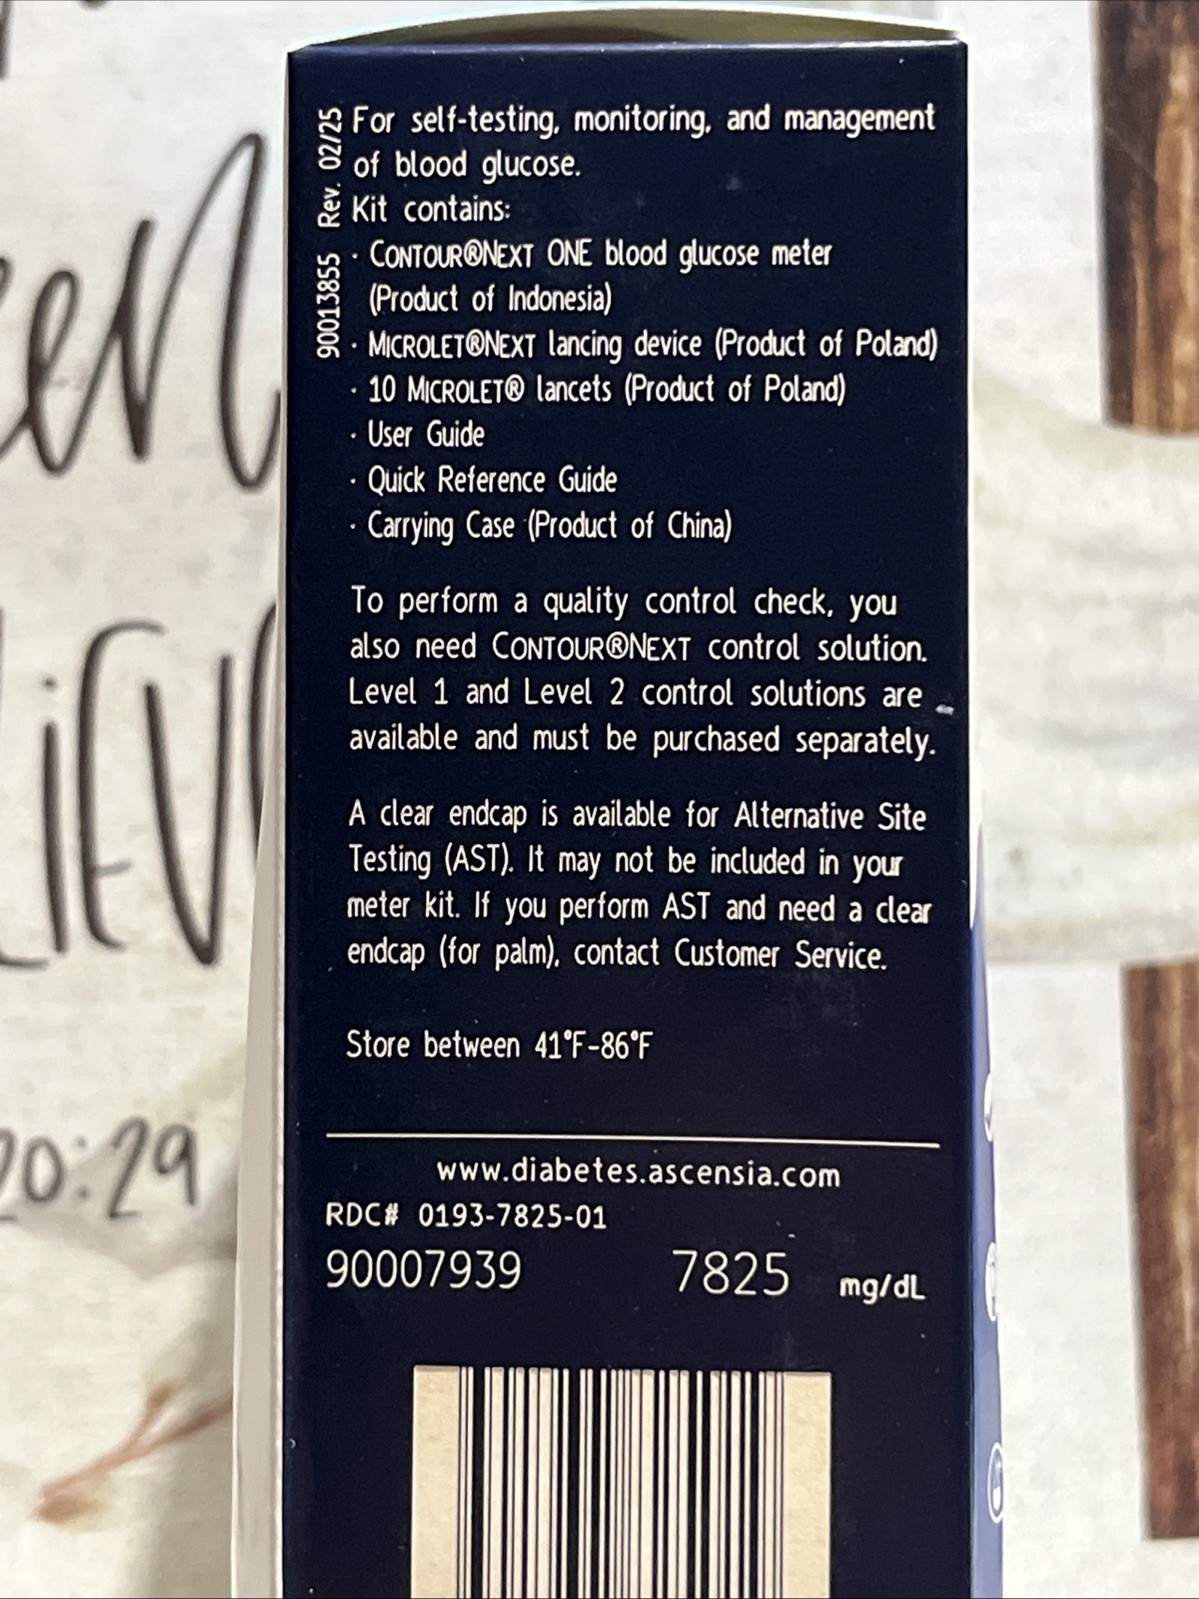 90013855 Rev. 02/25
For self-testing, monitoring, and management
of blood glucose.
Kit contains:
· CONTOUR®NEXT ONE blood glucose meter
(Product of Indonesia)
· MICROLET®NEXT lancing device (Product of Poland)
· 10 MICROLET® lancets (Product of Poland)
· User Guide
· Quick Reference Guide
· Carrying Case (Product of China)
To perform a quality control check, you
also need CONTOUR®NEXT control solution.
Level 1 and Level 2 control solutions are
available and must be purchased separately.
A clear endcap is available for Alternative Site
Testing (AST). It may not be included in your
meter kit. If you perform AST and need a clear
endcap (for palm), contact Customer Service.
Store between 41°F-86°F
www.diabetes.ascensia.com
RDC# 0193-7825-01
90007939 7825 mg/dL
20:29